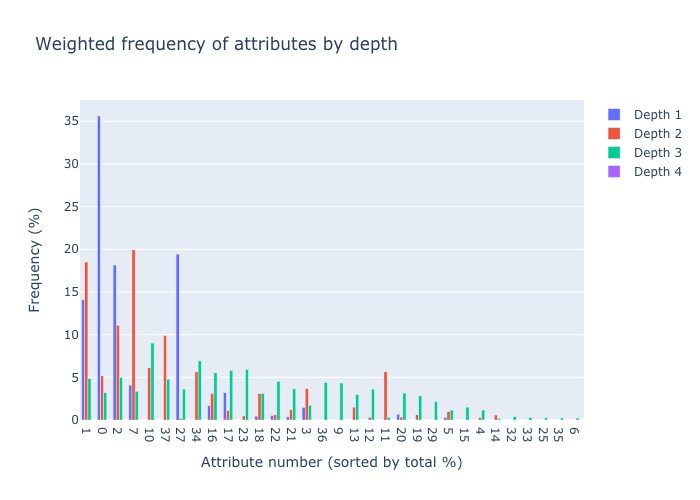 Weighted frequency of attributes by depth
Depth 1
Depth 2
Depth 3
Depth 4
35
30
25
20
15
10
5
0
Frequency (%)
1 0 2 7 10 37 27 34 16 17 23 18 22 21 3 36 9 13 12 11 20 19 29 5 15 4 14 32 33 25 35 6
Attribute number (sorted by total %)